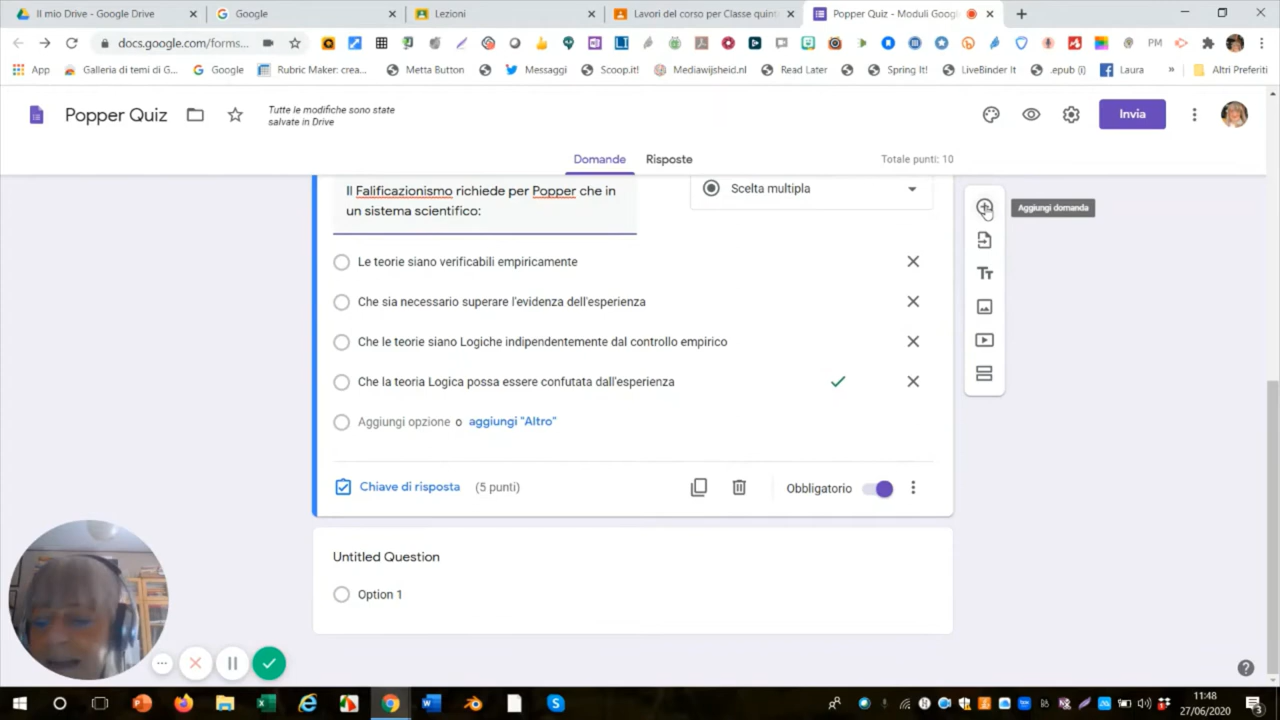 Il mio Drive - Google Drive
Google
Lezioni
Lavori del corso per Classe quint
Popper Quiz - Moduli Goog
docs.google.com/forms...
PM
App
Galleria di temi di G...
Google
Rubric Maker: crea...
Metta Button
Messaggi
Scoop.it!
Mediawijsheid.nl
Read Later
Spring It!
LiveBinder It
.epub (i)
Laura
»
Altri Preferiti
Popper Quiz
Tutte le modifiche sono state
salvate in Drive
Invia
Domande
Risposte
Totale punti: 10
Il Falificazionismo richiede per Popper che in
un sistema scientifico:
Scelta multipla
Aggiungi domanda
Le teorie siano verificabili empiricamente
Che sia necessario superare l'evidenza dell'esperienza
Che le teorie siano Logiche indipendentemente dal controllo empirico
Che la teoria Logica possa essere confutata dall'esperienza
Aggiungi opzione o aggiungi "Altro"
Chiave di risposta (5 punti)
Obbligatorio
Untitled Question
Option 1
11:48
27/06/2020
3